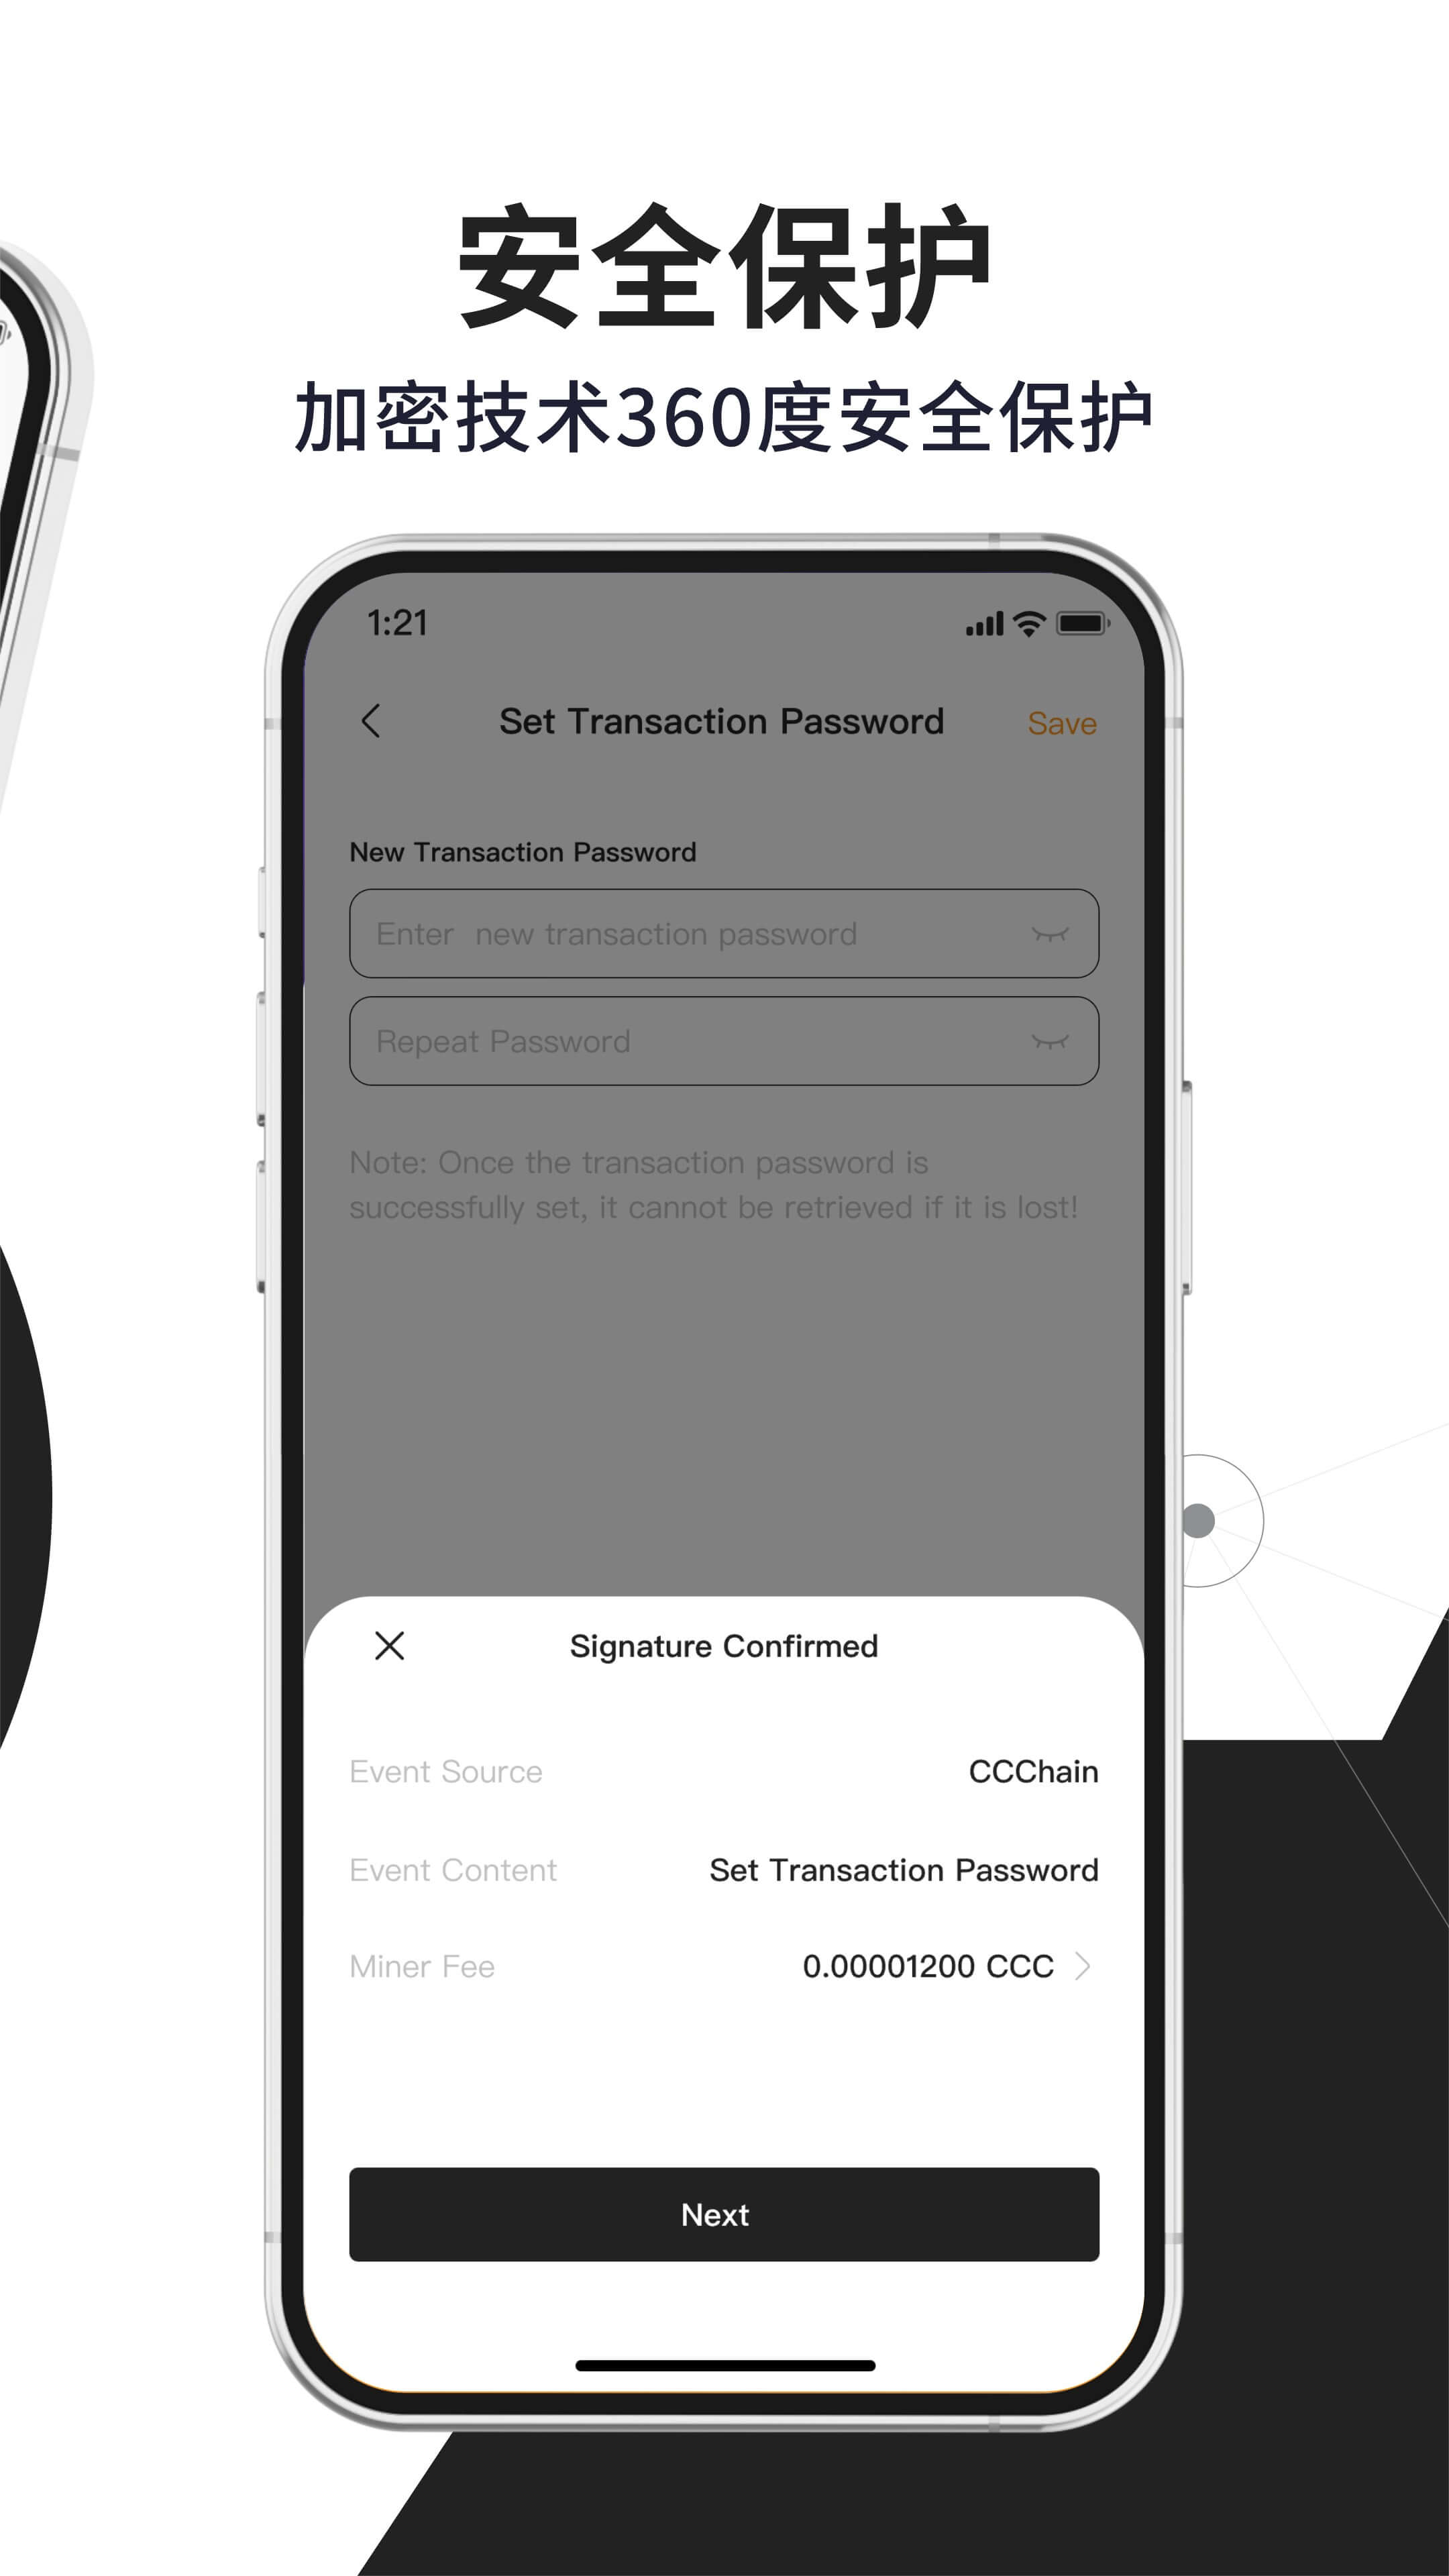 安全保护
加密技术360度安全保护
1:21
Set Transaction Password
Save
New Transaction Password
Enter new transaction password
Repeat Password
Note: Once the transaction password is
successfully set, it cannot be retrieved if it is lost!
Signature Confirmed
Event Source
CCChain
Event Content
Set Transaction Password
Miner Fee
0.00001200 CCC
Next